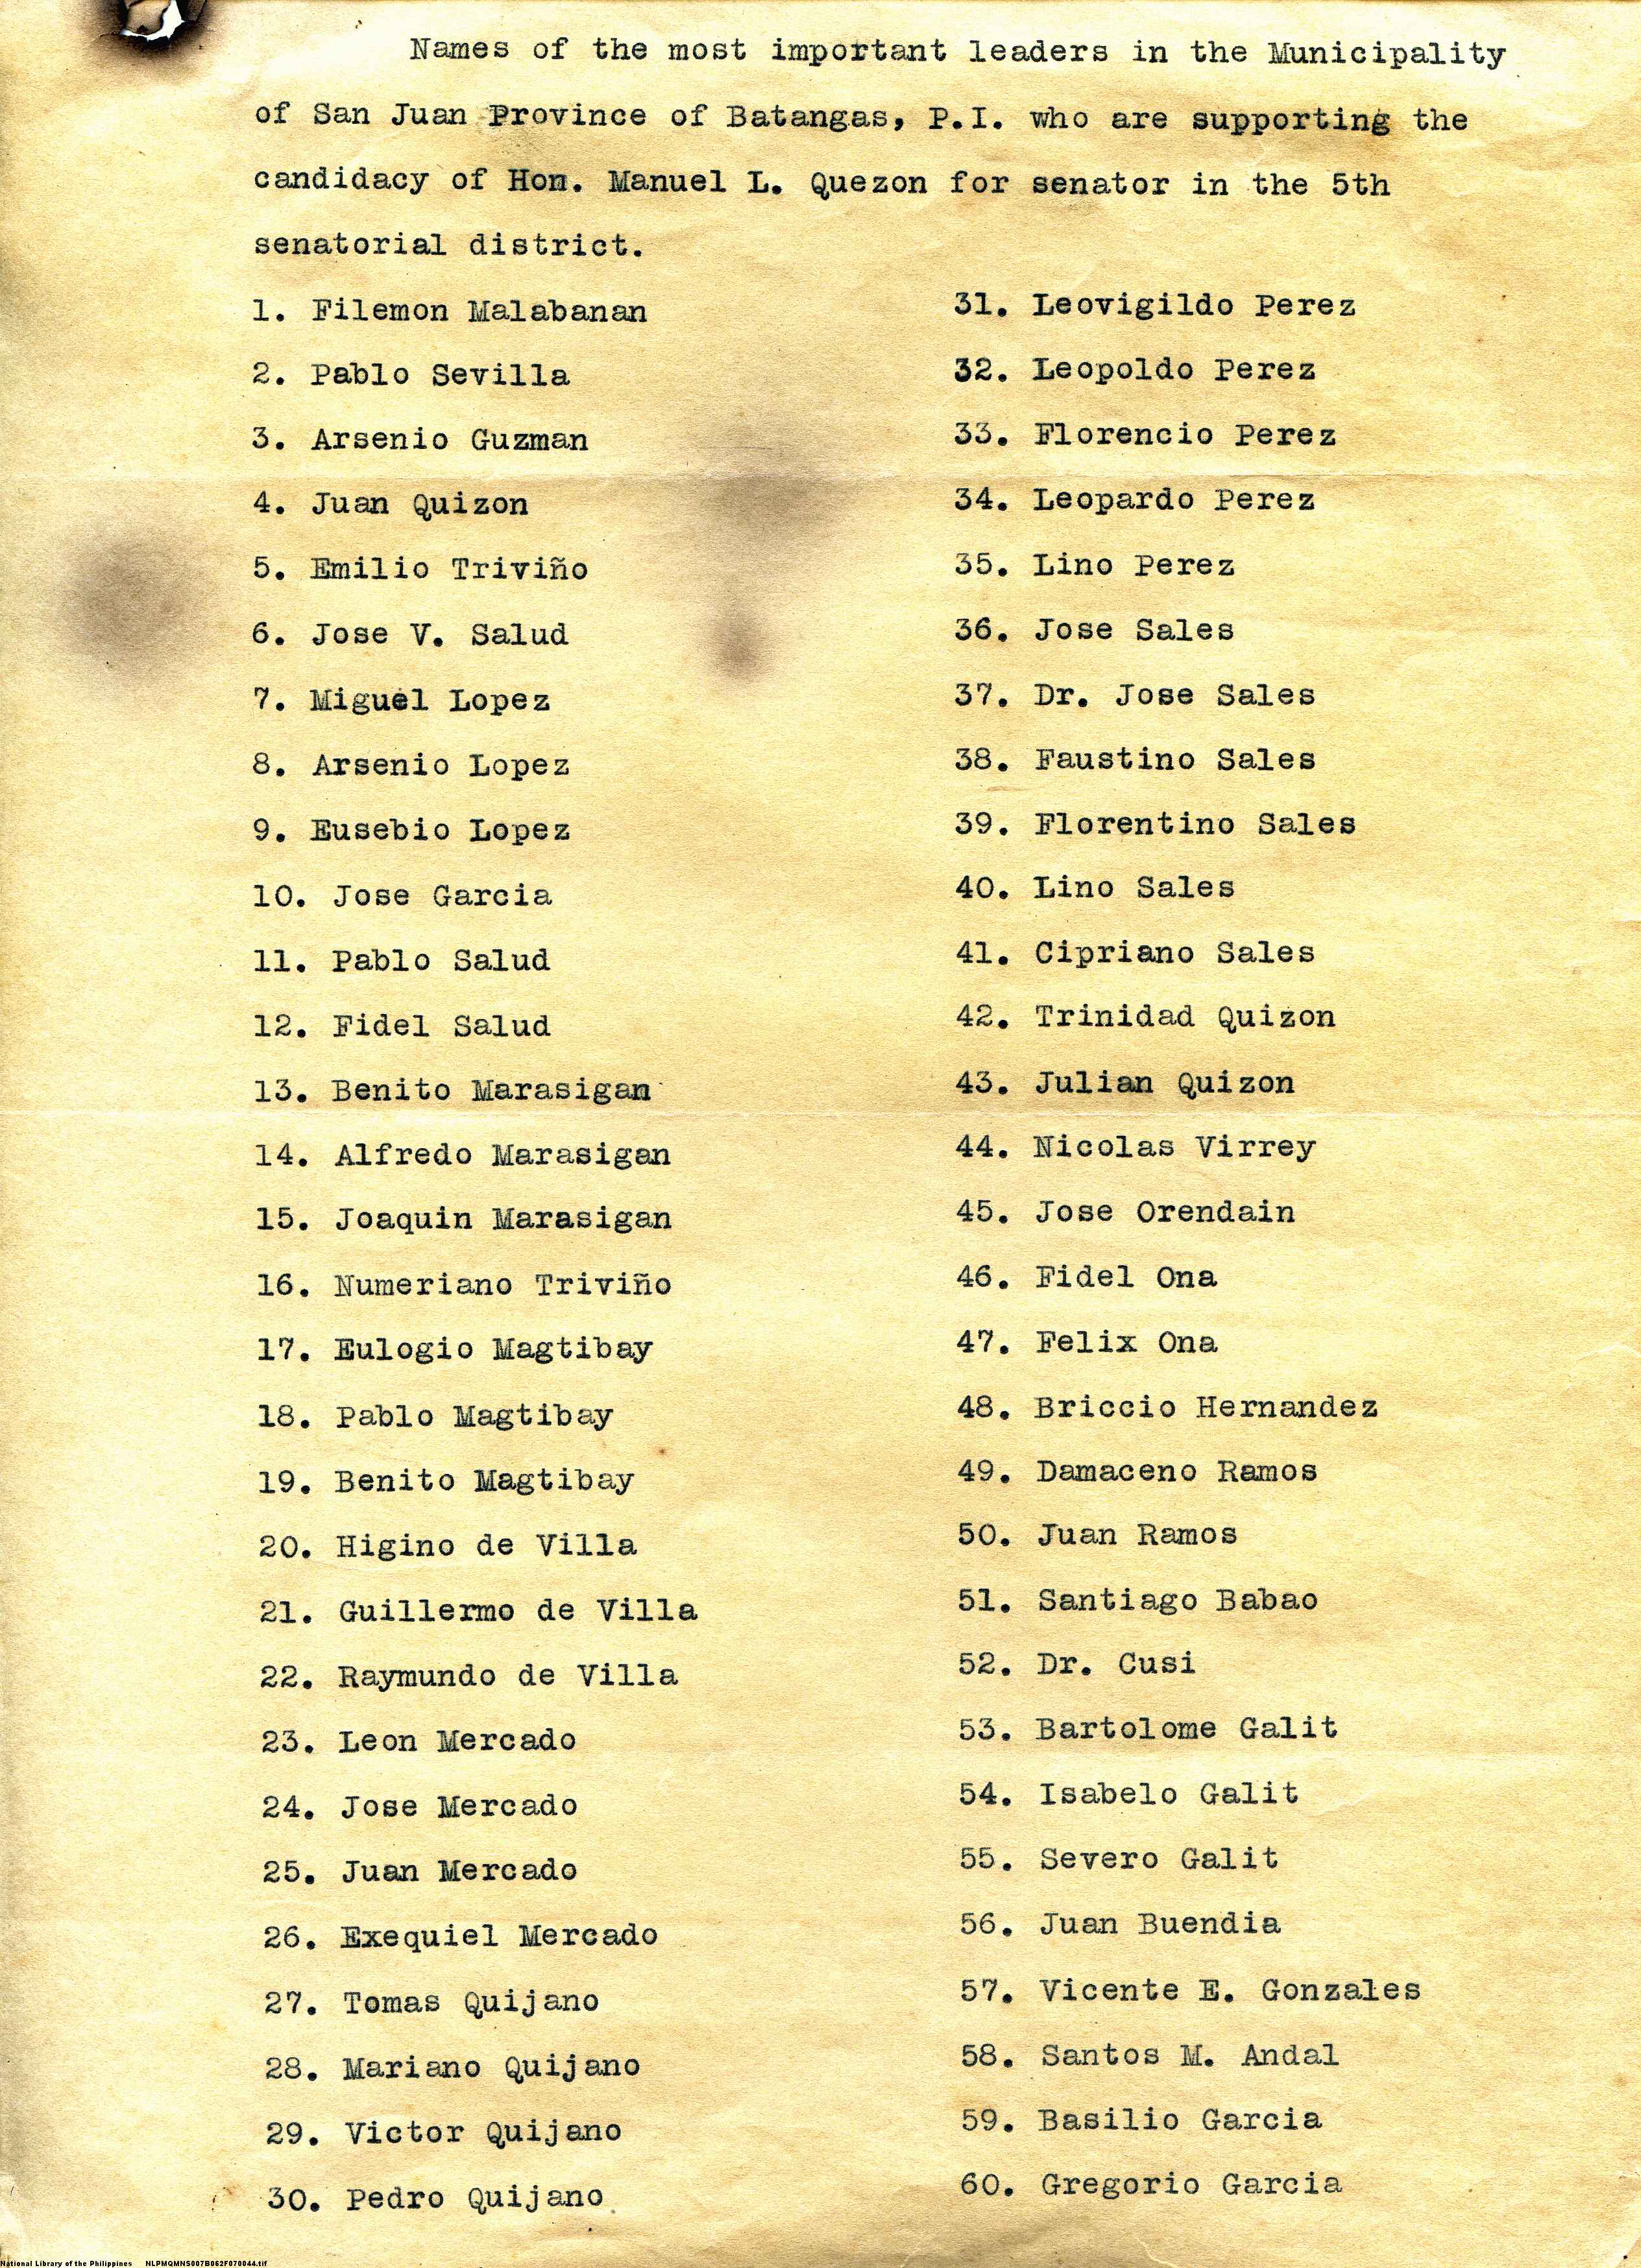 Names of the most important leaders in the Municipality
of San Juan Province of Batangas, P.I. who are supporting the
candidacy of Hon. Manuel L. Quezon for senator in the 5th
senatorial district.
1. Filemon Malabanan
2. Pablo Sevilla
3. Arsenio Guzman
4. Juan Quizon
5. Emilio Triviño
6. Jose V. Salud
7. Miguel Lopez
8. Arsenio Lopez
9. Eusebio Lopez
10. Jose Garcia
11. Pablo Salud
12. Fidel Salud
13. Benito Marasigan
14. Alfredo Marasigan
15. Joaquin Marasigan
16. Numeriano Triviño
17. Eulogio Magtibay
18. Pablo Magtibay
19. Benito Magtibay
20. Higino de Villa
21. Guillermo de Villa
22. Raymundo de Villa
23. Leon Mercado
24. Jose Mercado
25. Juan Mercado
26. Exequiel Mercado
27. Tomas Quijano
28. Mariano Quijano
29. Victor Quijano
30. Pedro Quijano
31. Leovigildo Perez
32. Leopoldo Perez
33. Florencio Perez
34. Leopardo Perez
35. Lino Perez
36. Jose Sales
37. Dr. Jose Sales
38. Faustino Sales
39. Florentino Sales
40. Lino Sales
41. Cipriano Sales
42. Trinidad Quizon
43. Julian Quizon
44. Nicolas Virrey
45. Jose Orendain
46. Fidel Ona
47. Felix Ona
48. Briccio Hernandez
49. Damaceno Ramos
50. Juan Ramos
51. Santiago Babao
52. Dr. Cusi
53. Bartolome Galit
54. Isabelo Galit
55. Severo Galit
56. Juan Buendia
57. Vicente E. Gonzales
58. Santos M. Andal
59. Basilio Garcia
60. Gregorio Garcia
National Library of the Philippines NLPMQMNS007B062F070044.tif